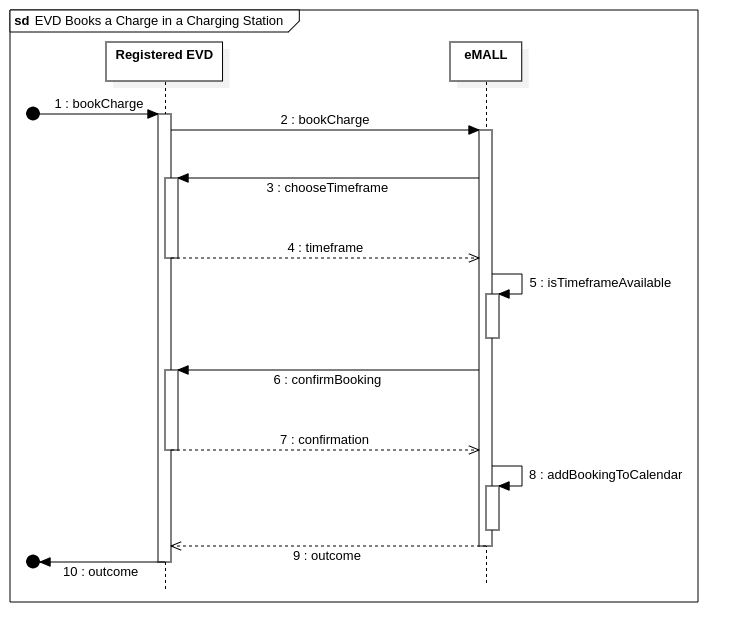 sd EVD Books a Charge in a Charging Station
Registered EVD
eMALL
1 : bookCharge
2 : bookCharge
3 : chooseTimeframe
4 : timeframe
5 : isTimeframeAvailable
6 : confirmBooking
7 : confirmation
8 : addBookingToCalendar
9 : outcome
10 : outcome